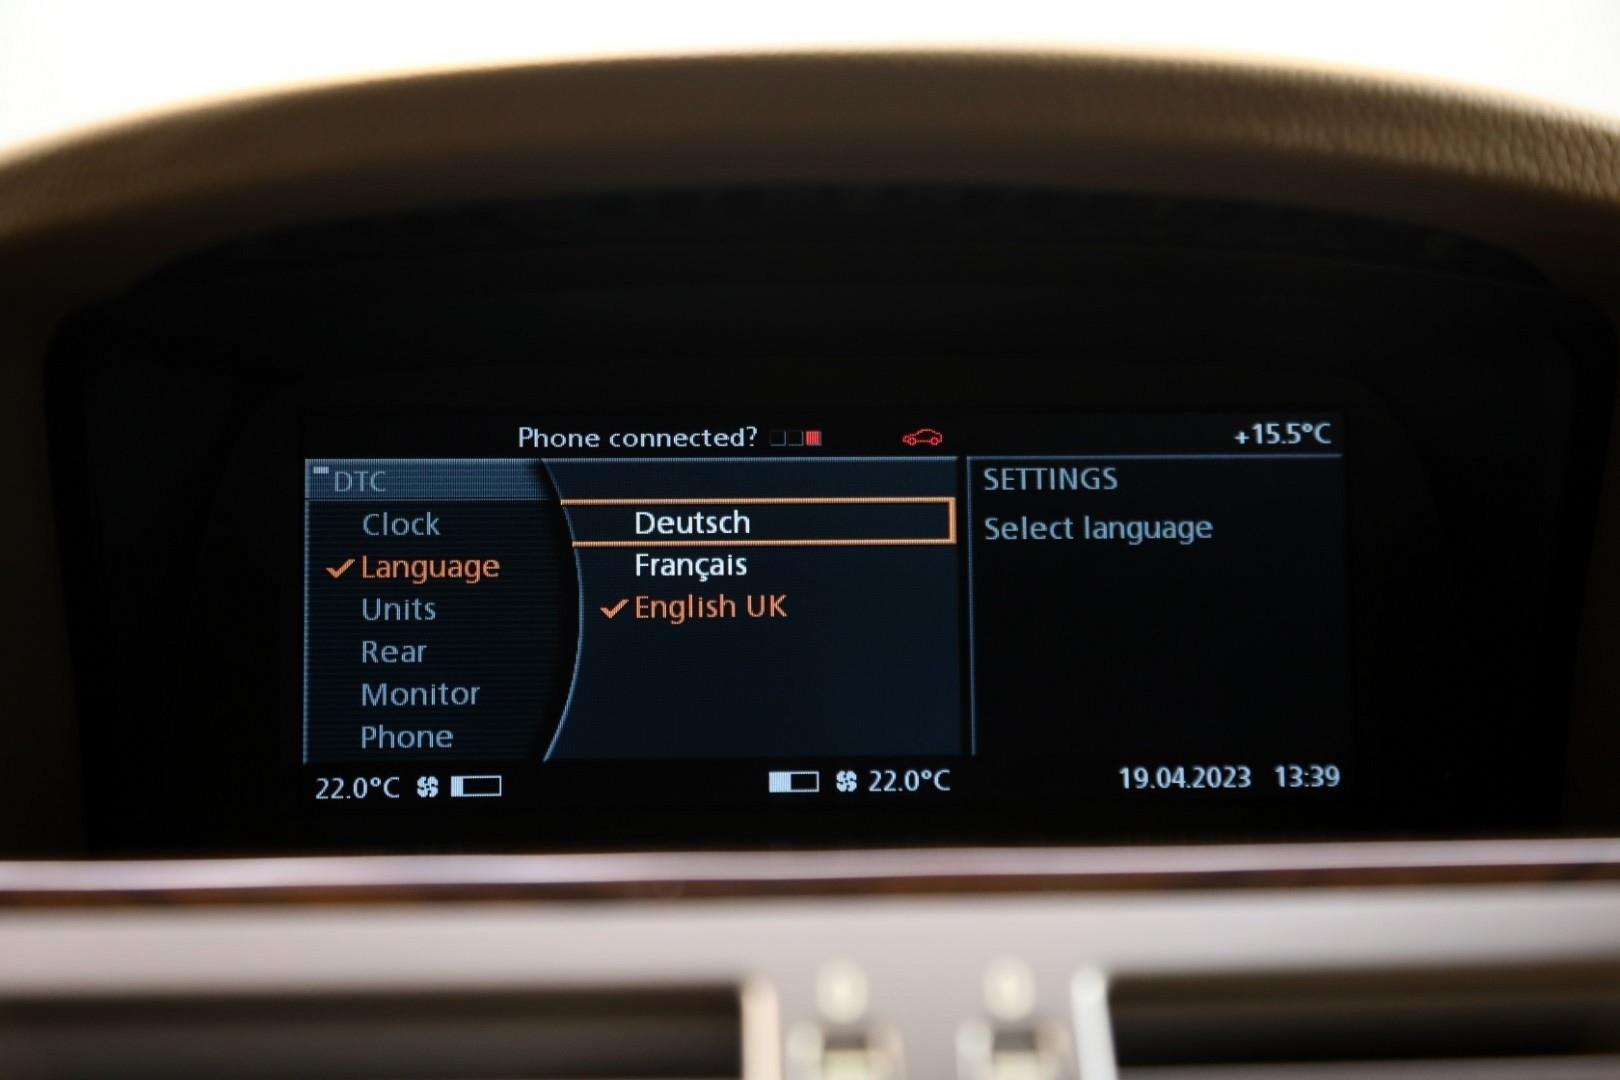 Phone connected?
+15.5°C
DTC
Clock
Language
Units
Rear
Monitor
Phone
Deutsch
Français
English UK
SETTINGS
Select language
22.0°C
22.0°C
19.04.2023 13:39